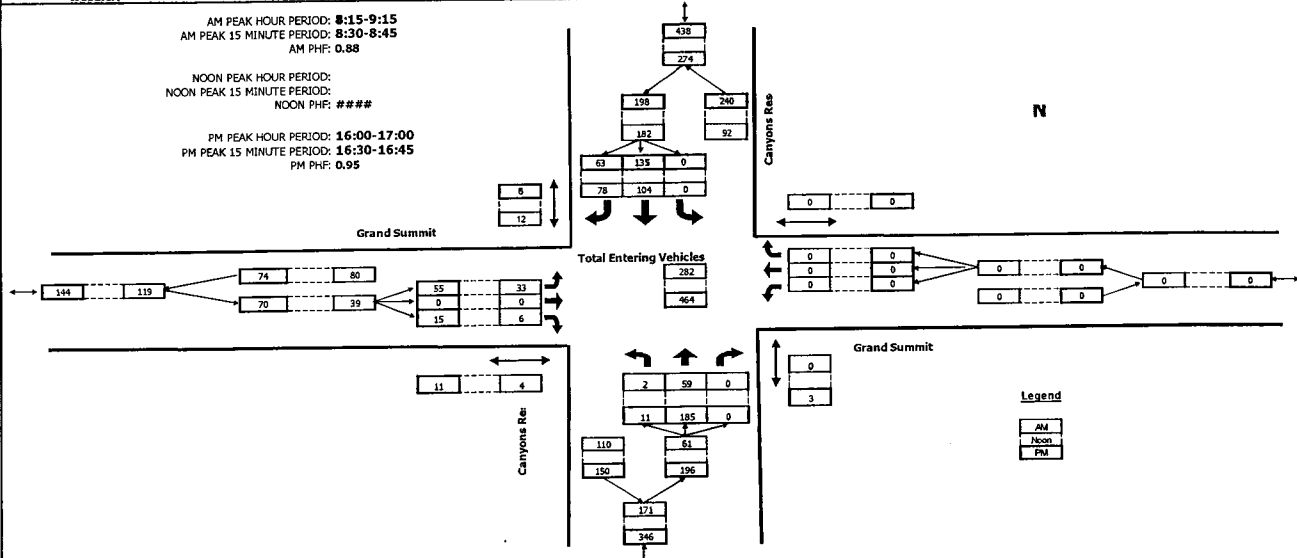 AM PEAK HOUR PERIOD: 8:15-9:15
AM PEAK 15 MINUTE PERIOD: 8:30-8:45
AM PHF: 0.88
NOON PEAK HOUR PERIOD:
NOON PEAK 15 MINUTE PERIOD:
NOON PHF: ####
PM PEAK HOUR PERIOD: 16:00-17:00
PM PEAK 15 MINUTE PERIOD: 16:30-16:45
PM PHF: 0.95
438
274
198 240
182 92
63 135 0
78 104 0
Canyons Res
N
12
0 0
Grand Summit
Total Entering Vehicles
282
464
144 119
74 80
70 39
55 33
0 0
15 6
0 0
0 0
0 0
0 0
0 0
0 0
11 4
Canyons Re
2 59 0
11 185 0
110 61
150 196
171
346
0
3
Grand Summit
Legend
AM
Noon
PM